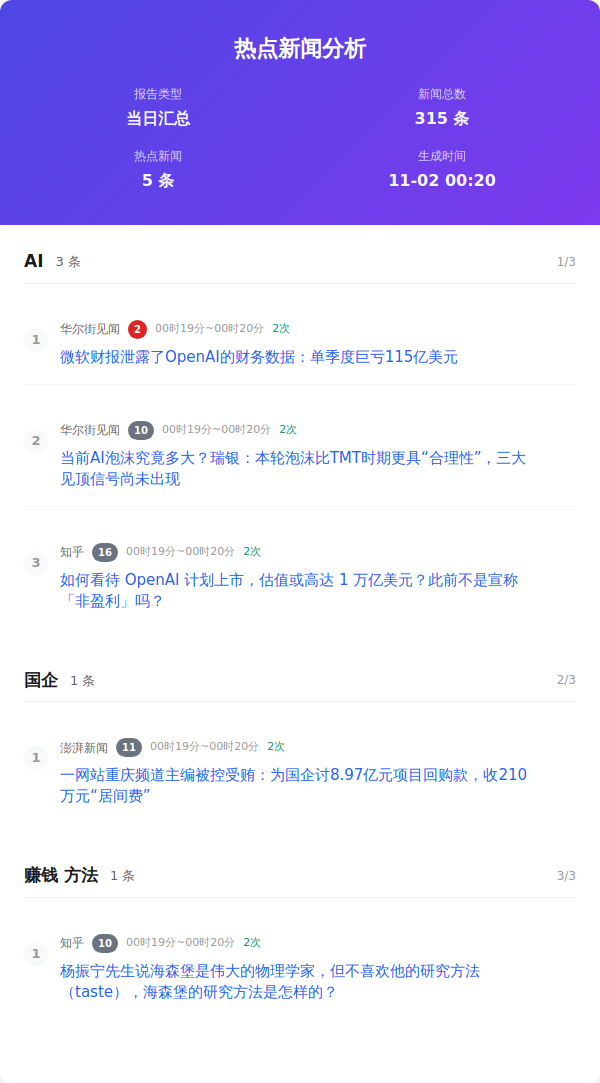 热点新闻分析
报告类型
当日汇总
新闻总数
315 条
热点新闻
5 条
生成时间
11-02 00:20
AI 3 条 1/3
1
华尔街见闻 2 00时19分~00时20分 2次
微软财报泄露了OpenAI的财务数据：单季度巨亏115亿美元
2
华尔街见闻 10 00时19分~00时20分 2次
当前AI泡沫究竟多大？瑞银：本轮泡沫比TMT时期更具“合理性”，三大
见顶信号尚未出现
3
知乎 16 00时19分~00时20分 2次
如何看待 OpenAI 计划上市，估值或高达 1 万亿美元？此前不是宣称
「非盈利」吗？
国企 1 条 2/3
1
澎湃新闻 11 00时19分~00时20分 2次
一网站重庆频道主编被控受贿：为国企讨8.97亿元项目回购款，收210
万元“居间费”
赚钱 方法 1 条 3/3
1
知乎 10 00时19分~00时20分 2次
杨振宁先生说海森堡是伟大的物理学家，但不喜欢他的研究方法
（taste），海森堡的研究方法是怎样的？